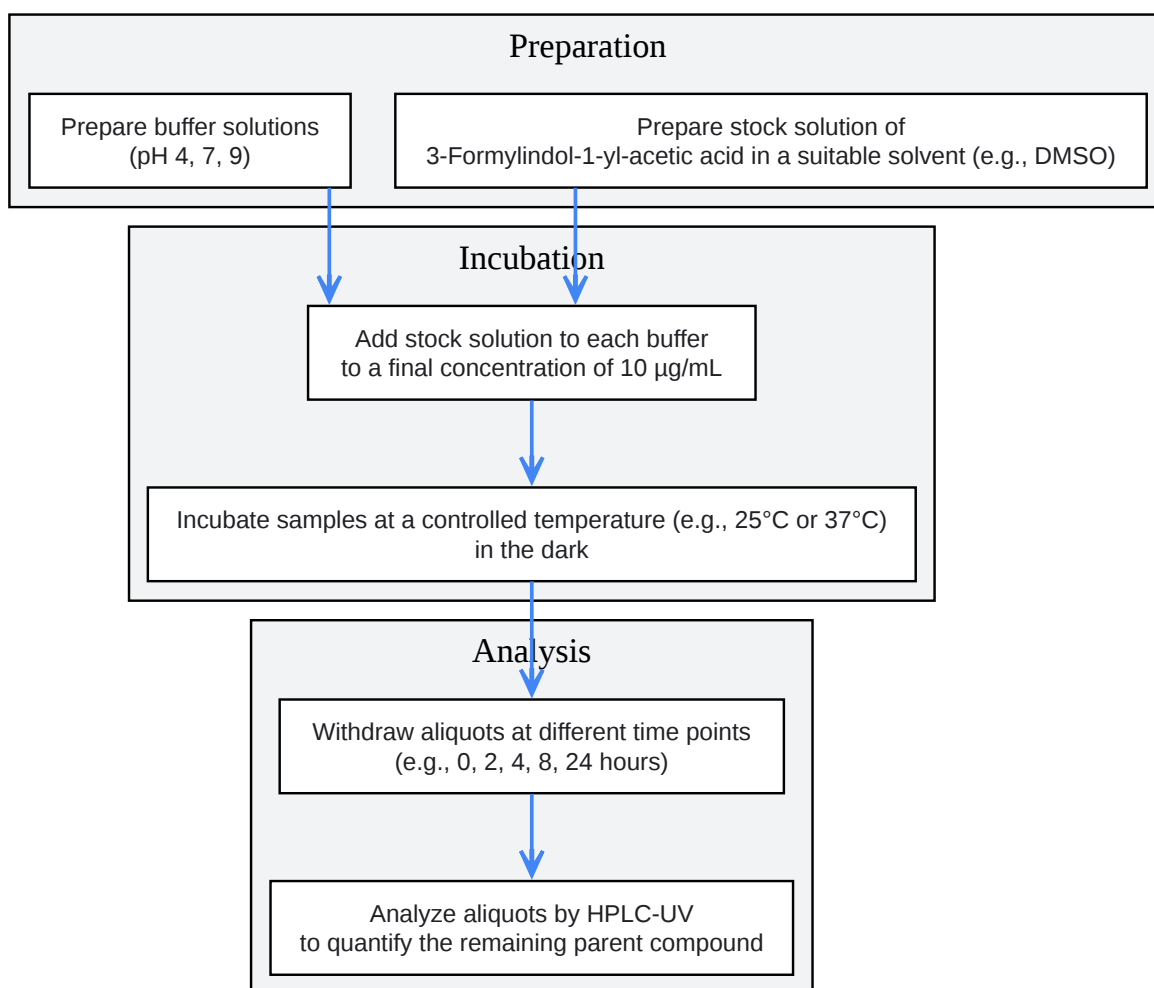 Preparation
Prepare buffer solutions
(pH 4, 7, 9)
Prepare stock solution of
3-Formylindol-1-yl-acetic acid in a suitable solvent (e.g., DMSO)
Incubation
Add stock solution to each buffer
to a final concentration of 10 µg/mL
Incubate samples at a controlled temperature (e.g., 25°C or 37°C)
in the dark
Analysis
Withdraw aliquots at different time points
(e.g., 0, 2, 4, 8, 24 hours)
Analyze aliquots by HPLC-UV
to quantify the remaining parent compound